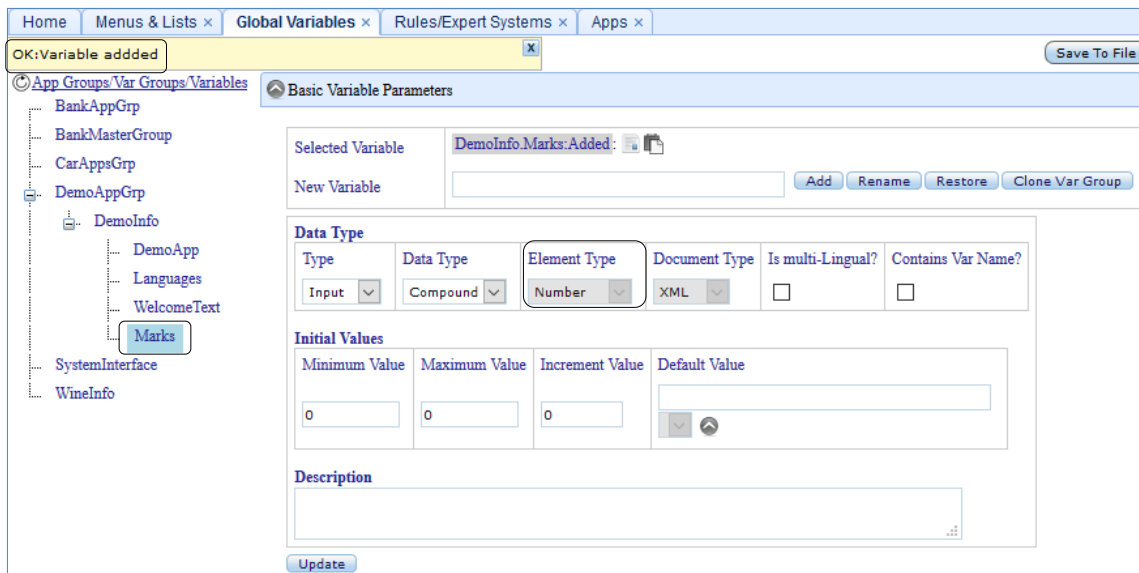 Home Menus & Lists × Global Variables × Rules/Expert Systems × Apps ×
OK:Variable addded X Save To File
App Groups/Var Groups/Variables
BankAppGrp
BankMasterGroup
CarAppsGrp
DemoAppGrp
DemoInfo
DemoApp
Languages
WelcomeText
Marks
SystemInterface
WineInfo
Basic Variable Parameters
Selected Variable DemoInfo.Marks:Added:
New Variable Add Rename Restore Clone Var Group
Data Type
Type Data Type Element Type Document Type Is multi-Lingual? Contains Var Name?
Input Compound Number XML
Initial Values
Minimum Value Maximum Value Increment Value Default Value
0 0 0
Description
Update